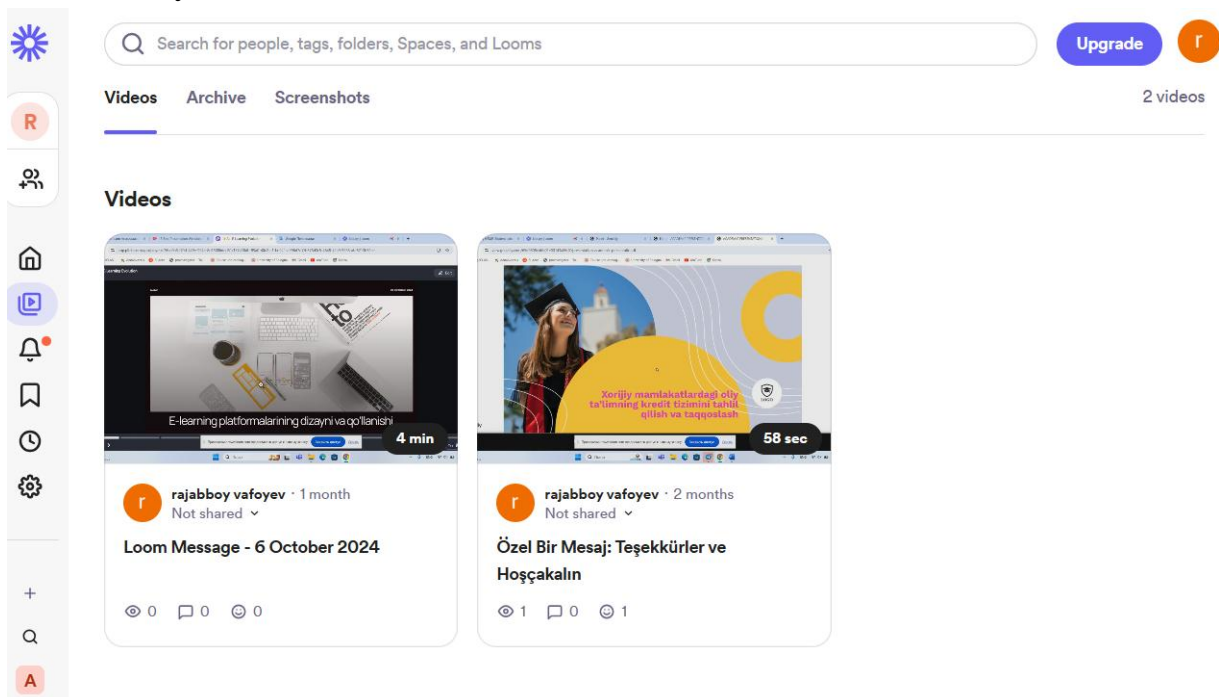 Search for people, tags, folders, Spaces, and Looms
Upgrade
r
R
Videos Archive Screenshots
2 videos
Videos
E-learning platformalarining dizayni va qo'llanishi
4 min
Xorijiy mamlakatlardagi oliy
ta'limning kredit tizimini tahlil
qilish va taqqoslash
58 sec
r
rajabboy vafoyev · 1 month
Not shared
Loom Message - 6 October 2024
0 0 0
r
rajabboy vafoyev · 2 months
Not shared
Özel Bir Mesaj: Teşekkürler ve
Hoşçakalın
1 0 1
A